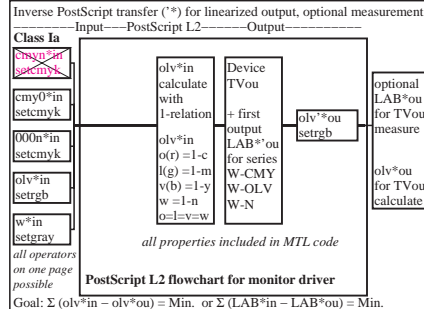 Inverse PostScript transfer ('*) for linearized output, optional measurement
Input PostScript L2 Output
Class Ia
cmyn*in
setcmyk
cmy0*in
setcmyk
000n*in
setcmyk
olv*in
setrgb
w*in
setgray
all operators
on one page
possible
olv*in
calculate
with
1-relation
olv*in
o(r) =1-c
l(g) =1-m
v(b) =1-y
w =1-n
o=l=v=w
Device
TVou
+ first
output
LAB*'ou
for series
W-CMY
W-OLV
W-N
olv'*ou
setrgb
optional
LAB*ou
for TVou
measure
olv*ou
for TVou
calculate
all properties included in MTL code
PostScript L2 flowchart for monitor driver
Goal: Σ (olv*in − olv*ou) = Min. or Σ (LAB*in − LAB*ou) = Min.